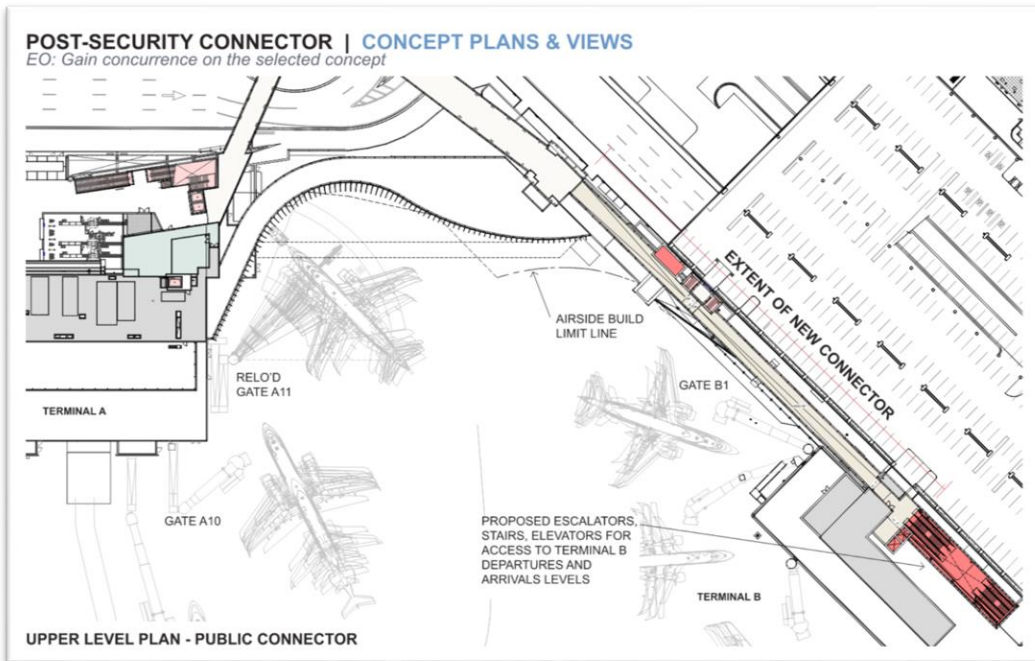 POST-SECURITY CONNECTOR | CONCEPT PLANS & VIEWS
EO: Gain concurrence on the selected concept
AIRSIDE BUILD
LIMIT LINE
EXTENT OF NEW CONNECTOR
RELO'D
GATE A11
GATE B1
TERMINAL A
GATE A10
PROPOSED ESCALATORS,
STAIRS, ELEVATORS FOR
ACCESS TO TERMINAL B
DEPARTURES AND
ARRIVALS LEVELS
TERMINAL B
UPPER LEVEL PLAN - PUBLIC CONNECTOR